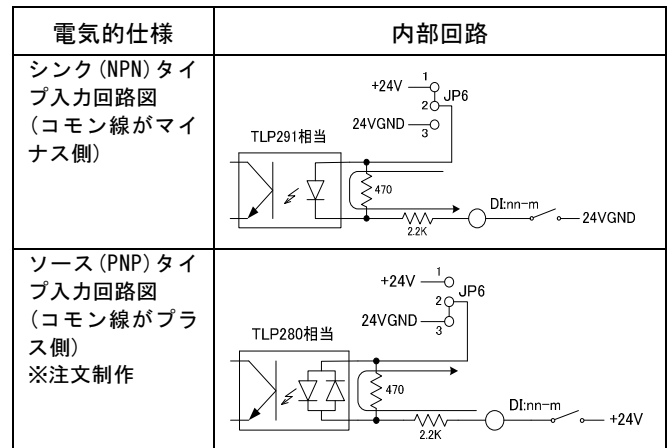 電気的仕様
内部回路
シンク(NPN)タイ
プ入力回路図
(コモン線がマイ
ナス側)
+24V
1
2
JP6
24VGND
3
TLP291相当
470
2.2K
DI:nn-m
24VGND
ソース(PNP)タイ
プ入力回路図
(コモン線がプラ
ス側)
※注文制作
+24V
1
2
JP6
24VGND
3
TLP280相当
470
2.2K
DI:nn-m
+24V